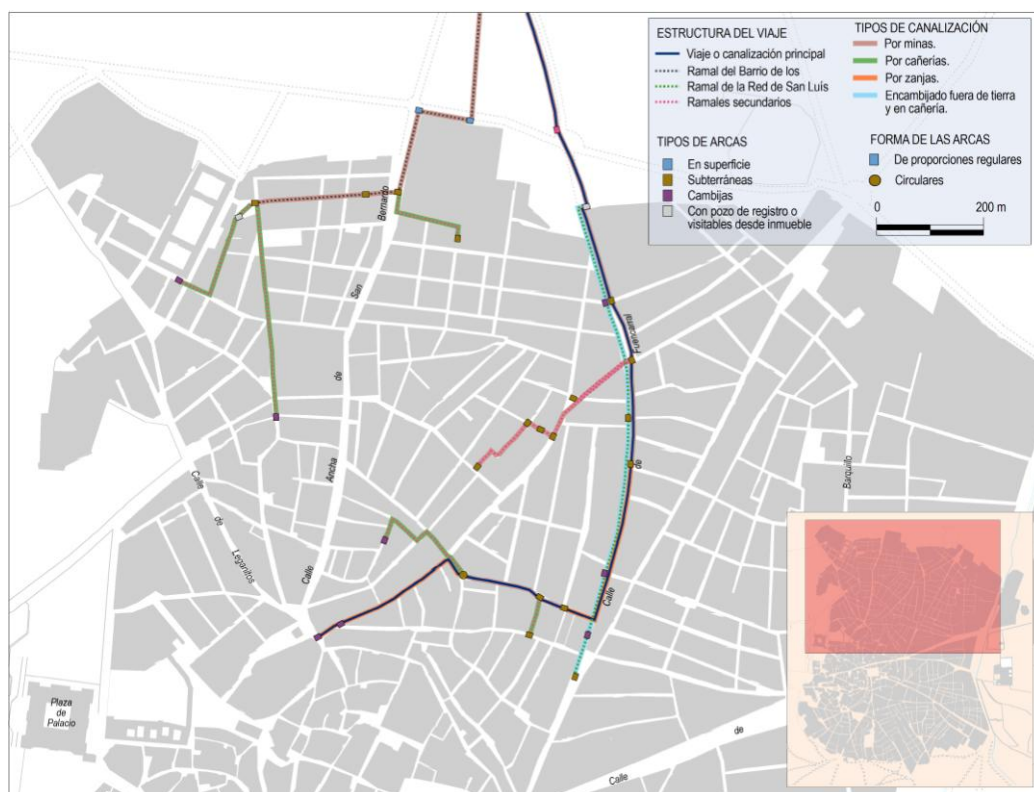 ESTRUCTURA DEL VIAJE
Viaje o canalización principal
Ramal del Barrio de los
Ramal de la Red de San Luís
Ramales secundarios
TIPOS DE CANALIZACIÓN
Por minas.
Por cañerías.
Por zanjas.
Encambijado fuera de tierra
y en cañería.
TIPOS DE ARCAS
En superficie
Subterráneas
Cambijas
Con pozo de registro o
visitables desde inmueble
FORMA DE LAS ARCAS
De proporciones regulares
Circulares
0
200 m
Bernardo
San
de
Ancha
Calle
Fuencarral
de
Calle
Barquillo
Calle
de
Leganitos
Plaza
de
Palacio
Calle
de